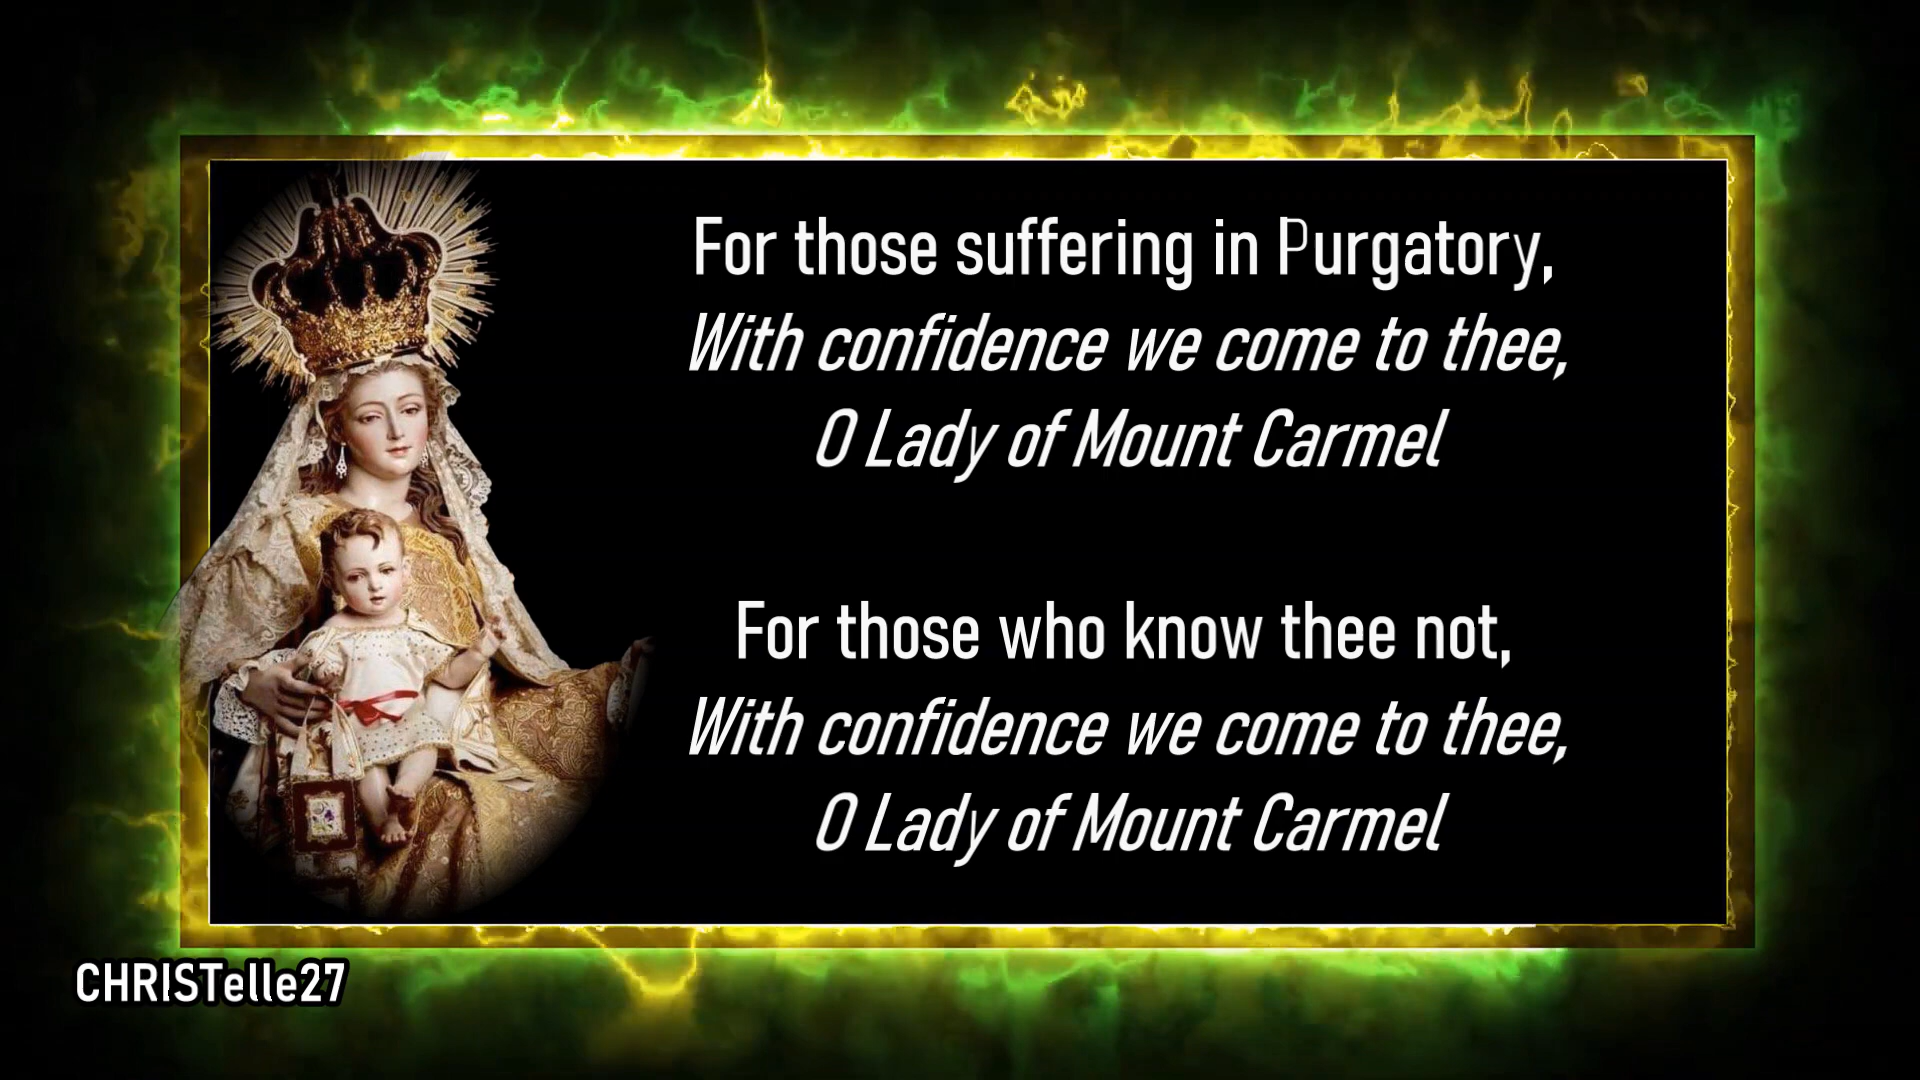 For those suffering in Purgatory,
With confidence we come to thee,
O Lady of Mount Carmel
For those who know thee not,
With confidence we come to thee,
O Lady of Mount Carmel
CHRISTelle27